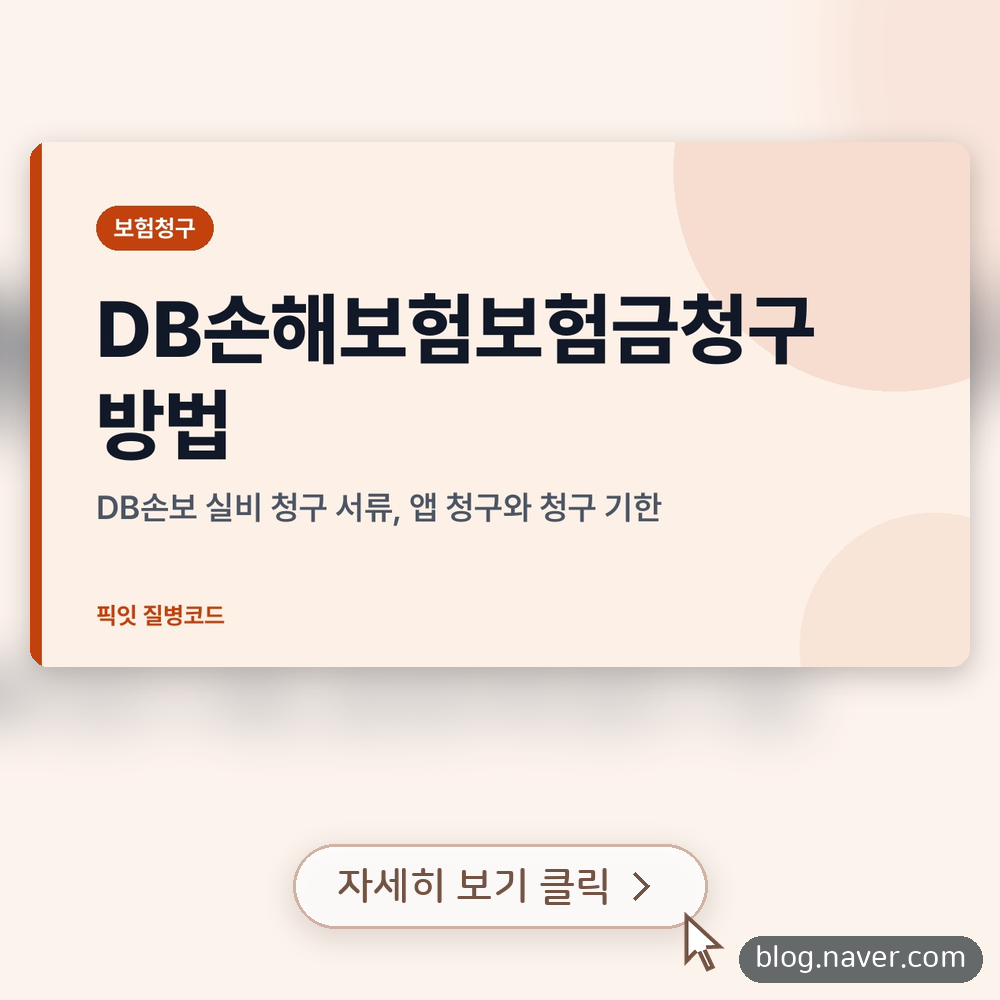 보험청구
DB손해보험보험금청구
방법
DB손보 실비 청구 서류, 앱 청구와 청구 기한
픽잇 질병코드
자세히 보기 클릭
blog.naver.com